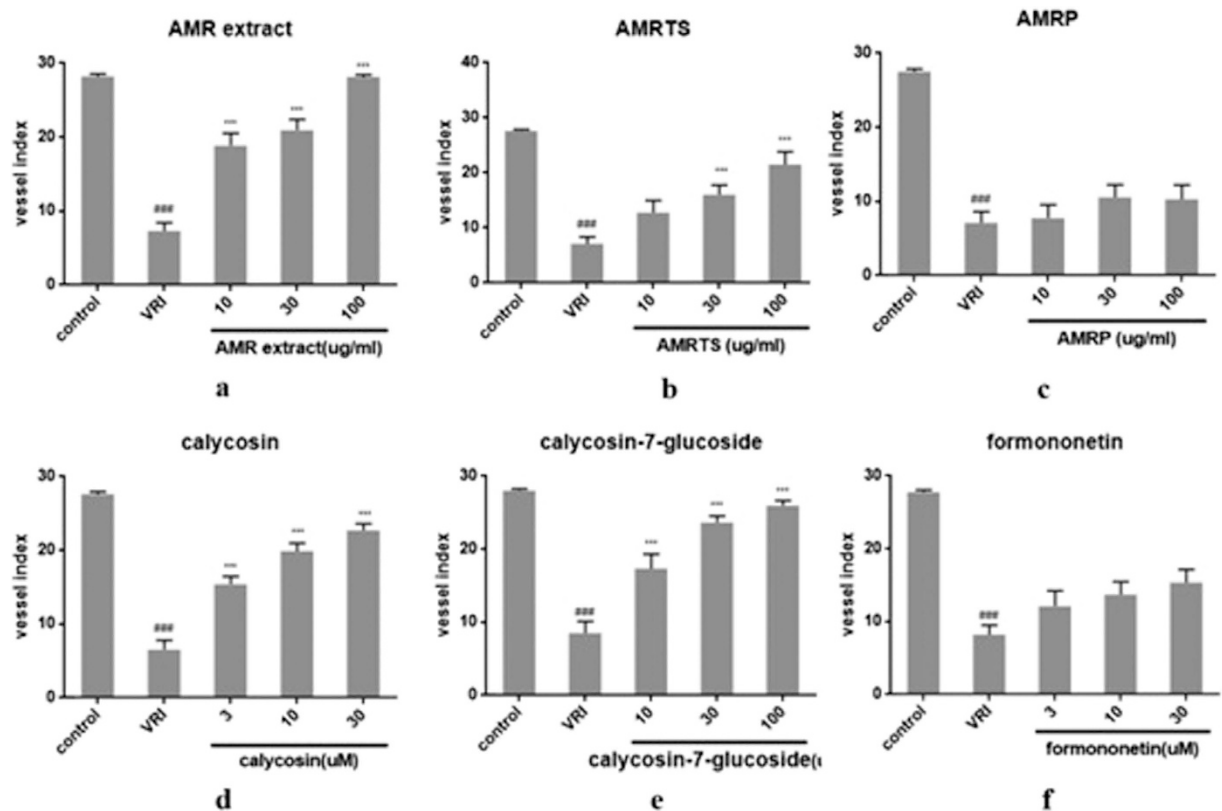 AMR extract
vessel index
30
20
10
0
###
***
***
***
control
VRI
10
30
100
AMR extract(ug/ml)
a
AMRTS
vessel index
40
30
20
10
0
###
***
***
control
VRI
10
30
100
AMRTS (ug/ml)
b
AMRP
vessel index
30
20
10
0
###
control
VRI
10
30
100
AMRP (ug/ml)
c
calycosin
vessel index
30
20
10
0
###
***
***
***
control
VRI
3
10
30
calycosin(uM)
d
calycosin-7-glucoside
vessel index
30
20
10
0
###
***
***
***
control
VRI
10
30
100
calycosin-7-glucoside(u
e
formononetin
vessel index
30
20
10
0
###
control
VRI
3
10
30
formononetin(uM)
f